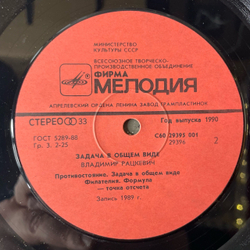 МИНИСТЕРСТВО
КУЛЬТУРЫ СССР
ВСЕСОЮЗНОЕ ТВОРЧЕСКО-
ПРОИЗВОДСТВЕННОЕ ОБЪЕДИНЕНИЕ
ФИРМА
МЕЛОДИЯ
АПРЕЛЕВСКИЙ ОРДЕНА ЛЕНИНА ЗАВОД ГРАМПЛАСТИНОК
СТЕРЕО 33
Год выпуска 1990
ГОСТ 5289-88
Гр. 3. 2-25
С60 29395 001
29396
2
ЗАДАЧА В ОБЩЕМ ВИДЕ
ВЛАДИМИР РАЦКЕВИЧ
Противостояние. Задача в общем виде
Филателия. Формула
— точка отсчета
Запись 1989 г.